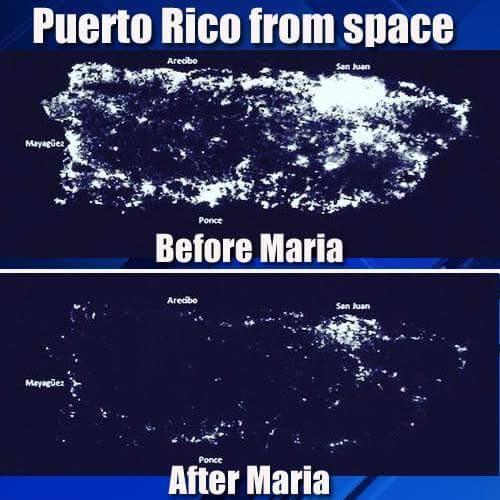 Puerto Rico from space
Arecibo
San Juan
Mayagüez
Ponce
Before Maria
Arecibo
San Juan
Mayagüez
Ponce
After Maria